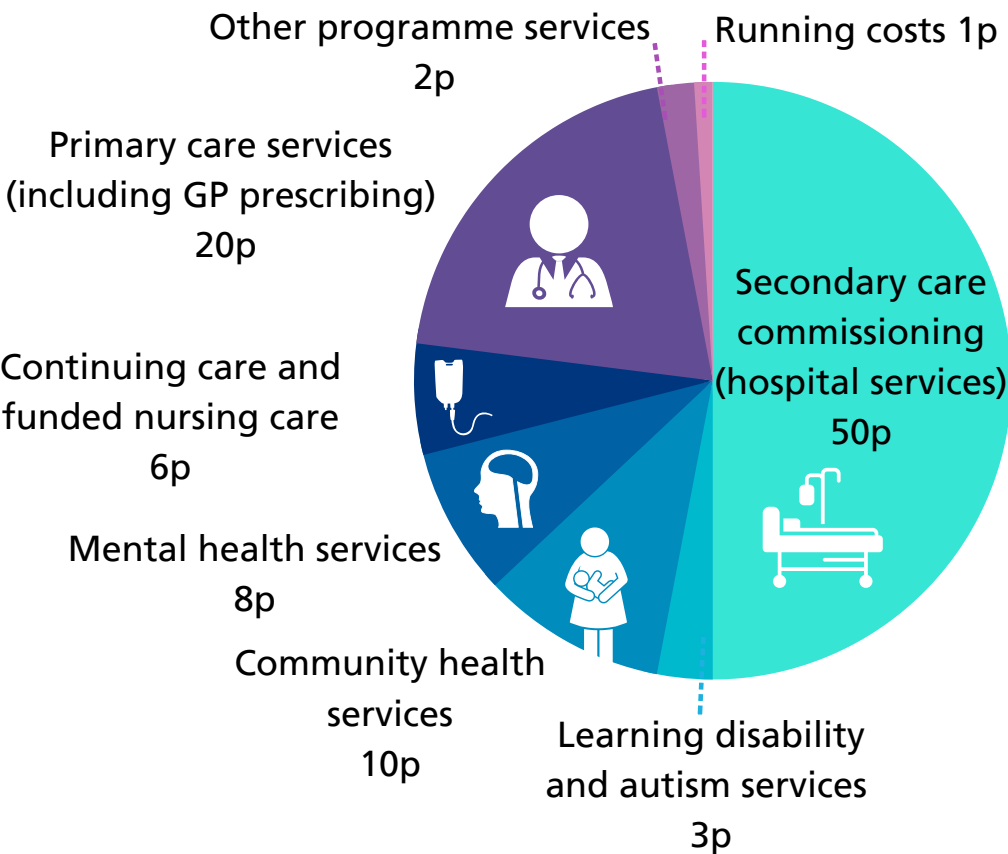 Other programme services
2p
Running costs 1p
Primary care services
(including GP prescribing)
20p
Secondary care
commissioning
(hospital services)
50p
Continuing care and
funded nursing care
6p
Mental health services
8p
Community health
services
10p
Learning disability
and autism services
3p